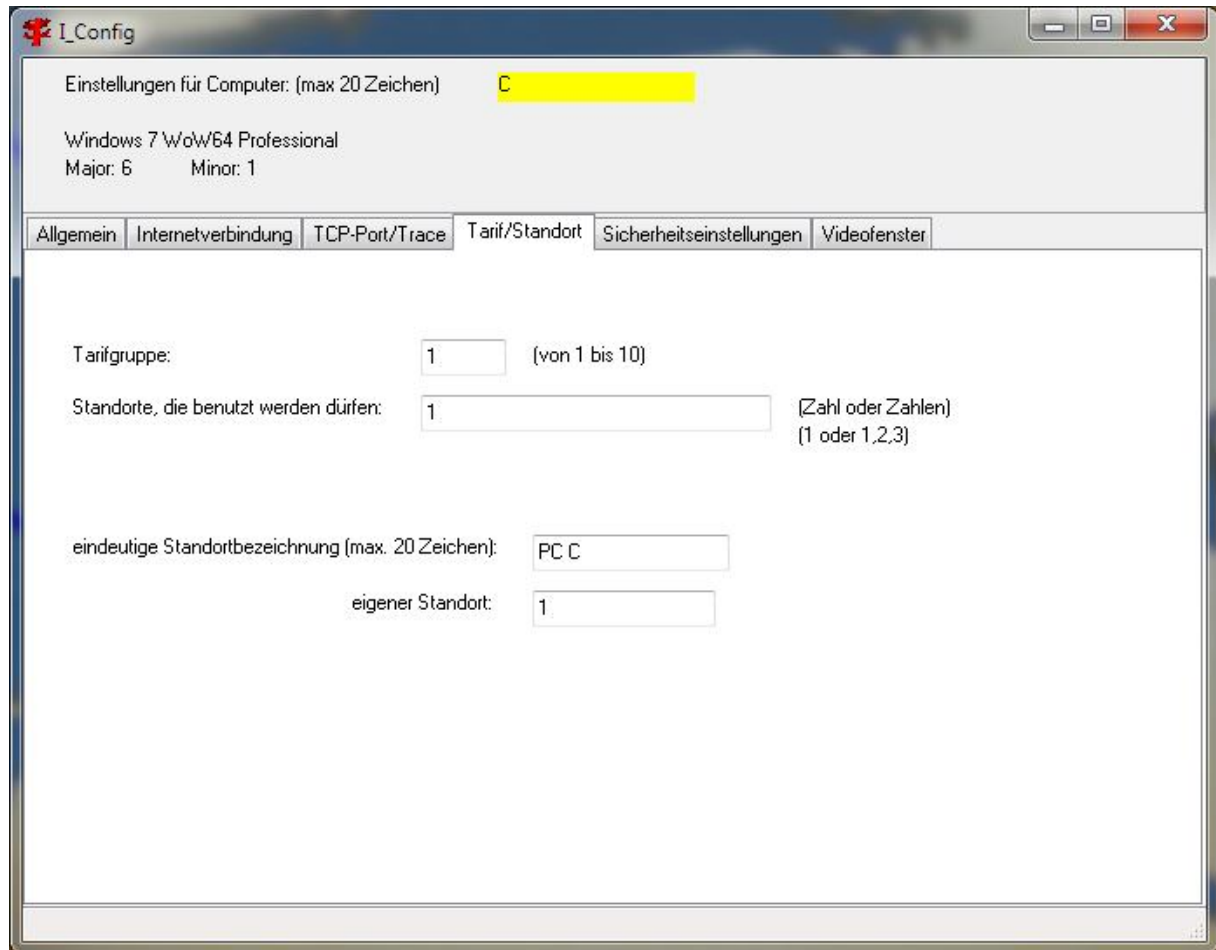 I_Config
Einstellungen für Computer: (max 20 Zeichen) C
Windows 7 WoW64 Professional
Major: 6 Minor: 1
Allgemein Internetverbindung TCP-Port/Trace Tarif/Standort Sicherheitseinstellungen Videofenster
Tarifgruppe: 1 (von 1 bis 10)
Standorte, die benutzt werden dürfen: 1 (Zahl oder Zahlen)
(1 oder 1,2,3)
eindeutige Standortbezeichnung (max. 20 Zeichen): PC C
eigener Standort: 1